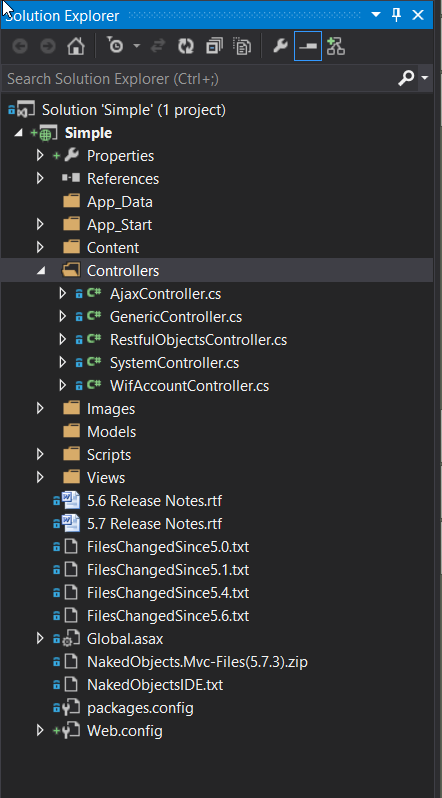 Solution Explorer
Search Solution Explorer (Ctrl+;)
Solution 'Simple' (1 project)
Simple
Properties
References
App_Data
App_Start
Content
Controllers
C# AjaxController.cs
C# GenericController.cs
C# RestfulObjectsController.cs
C# SystemController.cs
C# WifAccountController.cs
Images
Models
Scripts
Views
5.6 Release Notes.rtf
5.7 Release Notes.rtf
FilesChangedSince5.0.txt
FilesChangedSince5.1.txt
FilesChangedSince5.4.txt
FilesChangedSince5.6.txt
Global.asax
NakedObjects.Mvc-Files(5.7.3).zip
NakedObjectsIDE.txt
packages.config
Web.config